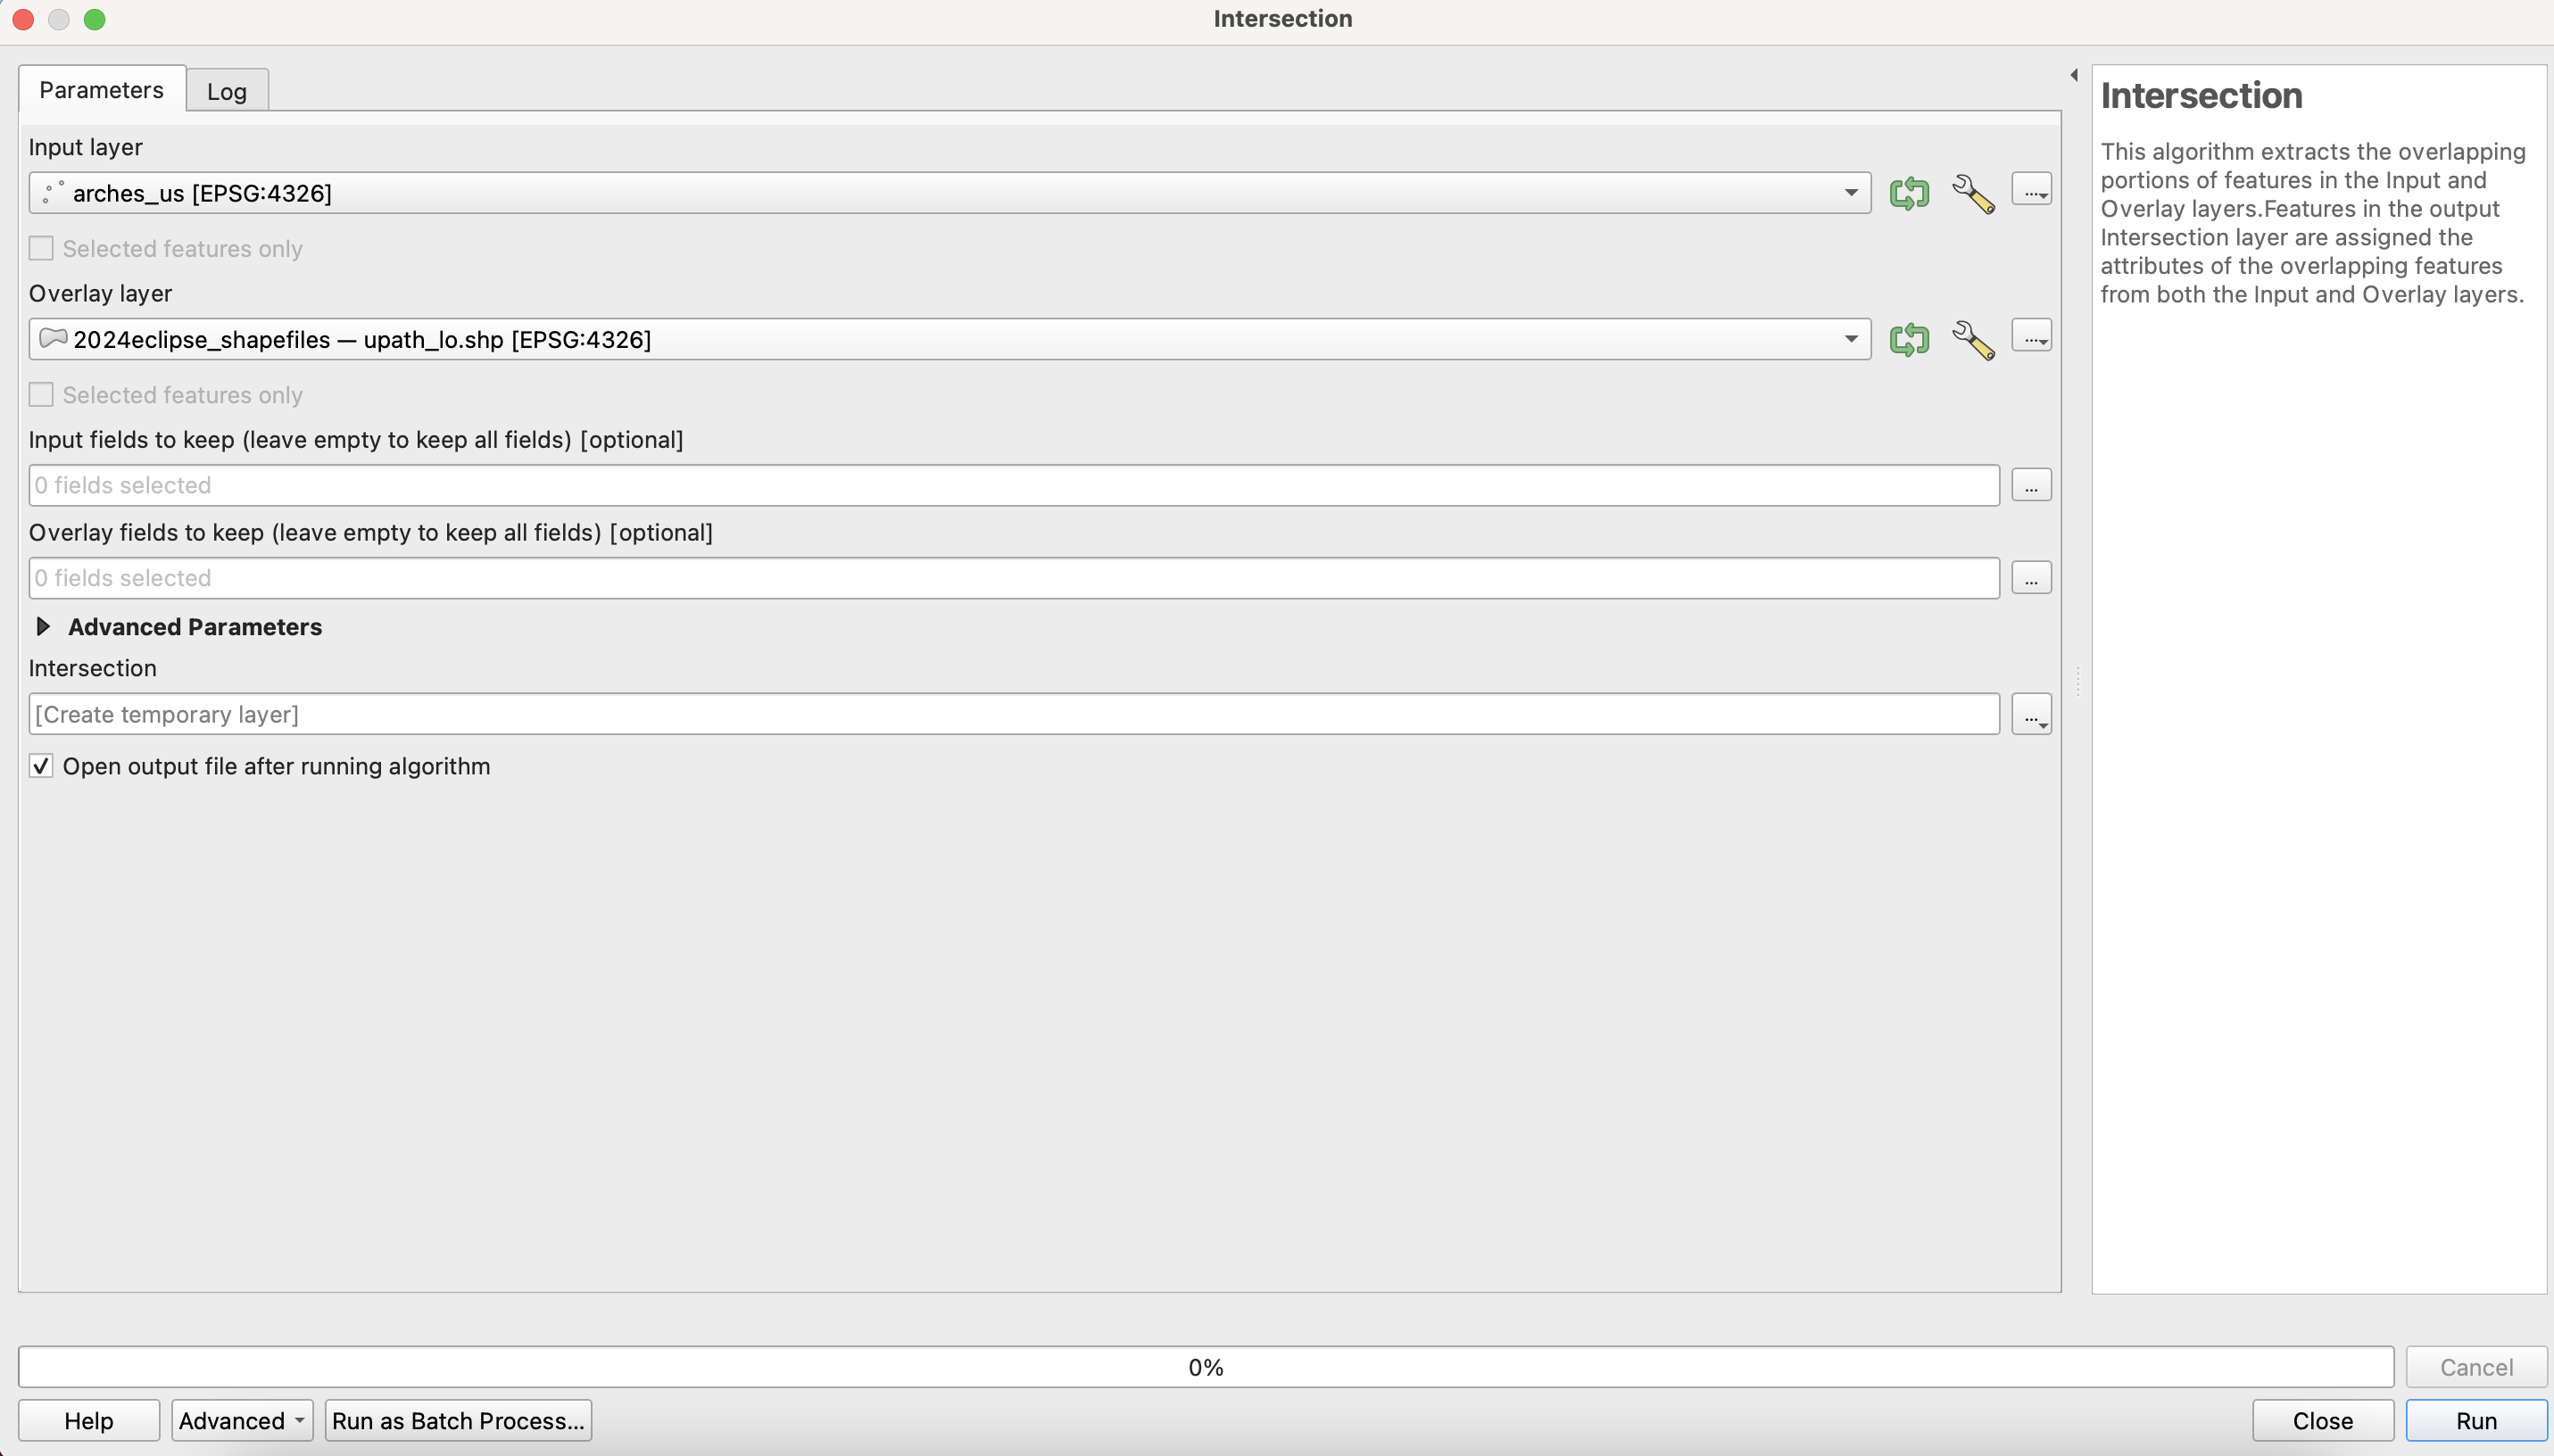 Intersection
Parameters
Log
Input layer
arches_us [EPSG:4326]
...
Selected features only
Overlay layer
2024eclipse_shapefiles — upath_lo.shp [EPSG:4326]
...
Selected features only
Input fields to keep (leave empty to keep all fields) [optional]
0 fields selected
...
Overlay fields to keep (leave empty to keep all fields) [optional]
0 fields selected
...
Advanced Parameters
Intersection
[Create temporary layer]
...
Open output file after running algorithm
Intersection
This algorithm extracts the overlapping
portions of features in the Input and
Overlay layers.Features in the output
Intersection layer are assigned the
attributes of the overlapping features
from both the Input and Overlay layers.
0%
Cancel
Help
Advanced
Run as Batch Process...
Close
Run